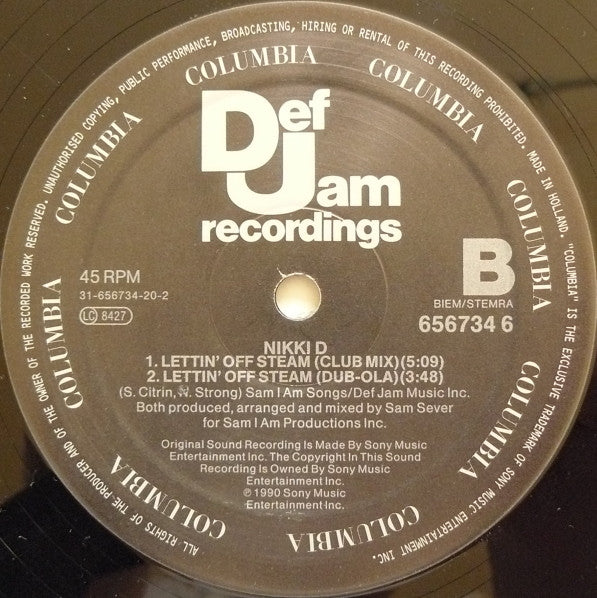 ALL RIGHTS OF THE PRODUCER AND OF THE OWNER OF THE RECORDED WORK RESERVED. UNAUTHORISED COPYING, PUBLIC PERFORMANCE, BROADCASTING, HIRING OR RENTAL OF THIS RECORDING PROHIBITED. MADE IN HOLLAND. "COLUMBIA" IS THE EXCLUSIVE TRADEMARK OF SONY MUSIC ENTERTAINMENT INC.
COLUMBIA
COLUMBIA
COLUMBIA
COLUMBIA
COLUMBIA
COLUMBIA
COLUMBIA
COLUMBIA
COLUMBIA
COLUMBIA
COLUMBIA
Def
Jam
recordings
45 RPM
31-656734-20-2
LC 8427
B
BIEM/STEMRA
656734 6
NIKKI D
1. LETTIN' OFF STEAM (CLUB MIX)(5:09)
2. LETTIN' OFF STEAM (DUB-OLA)(3:48)
(S. Citrin, N. Strong) Sam I Am Songs/Def Jam Music Inc.
Both produced, arranged and mixed by Sam Sever
for Sam I Am Productions Inc.
Original Sound Recording Is Made By Sony Music
Entertainment Inc. The Copyright In This Sound
Recording Is Owned By Sony Music
Entertainment Inc.
℗ 1990 Sony Music
Entertainment Inc.